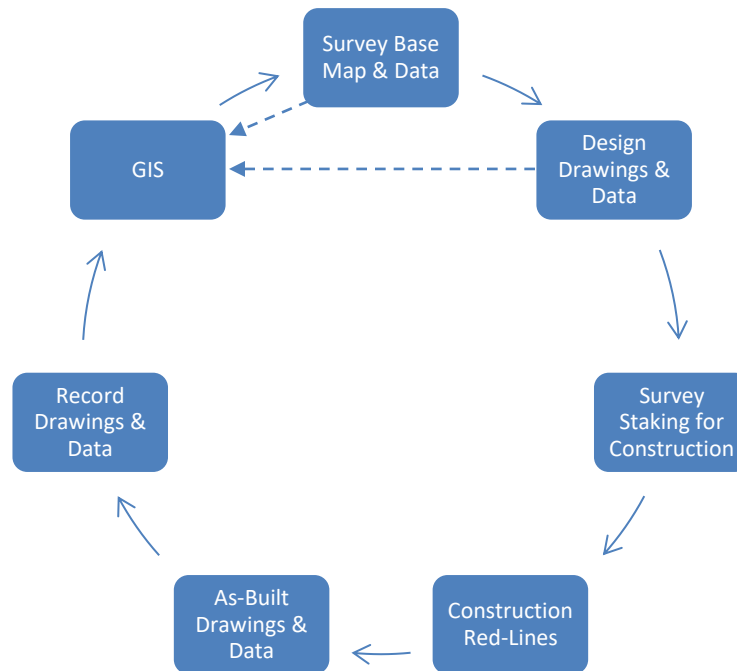 Survey Base
Map & Data
Design
Drawings &
Data
Survey
Staking for
Construction
Construction
Red-Lines
As-Built
Drawings &
Data
Record
Drawings &
Data
GIS